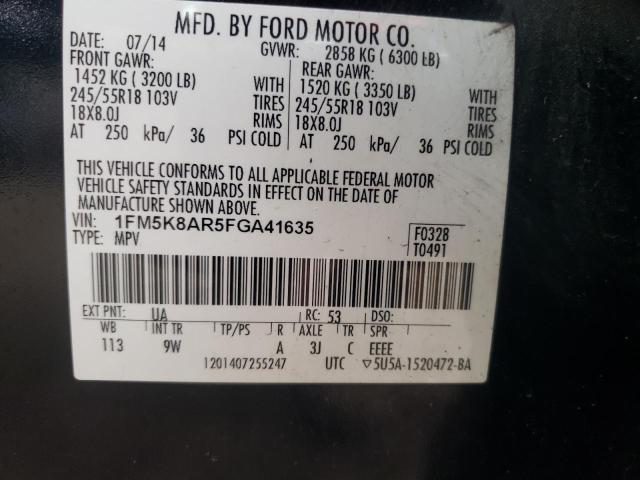 MFD. BY FORD MOTOR CO.
DATE: 07/14 GVWR: 2858 KG ( 6300 LB)
FRONT GAWR: REAR GAWR:
1452 KG ( 3200 LB) WITH 1520 KG ( 3350 LB) WITH
245/55R18 103V TIRES 245/55R18 103V TIRES
18X8.0J RIMS 18X8.0J RIMS
AT 250 kPa/ 36 PSI COLD AT 250 kPa/ 36 PSI COLD
THIS VEHICLE CONFORMS TO ALL APPLICABLE FEDERAL MOTOR
VEHICLE SAFETY STANDARDS IN EFFECT ON THE DATE OF
MANUFACTURE SHOWN ABOVE.
VIN: 1FM5K8AR5FGA41635 F0328
TYPE: MPV T0491
EXT PNT: UA RC: 53 DSO:
WB INT TR TP/PS R AXLE TR SPR
113 9W A 3J C EEEE
1201407255247 UTC ▽5U5A-1520472-BA